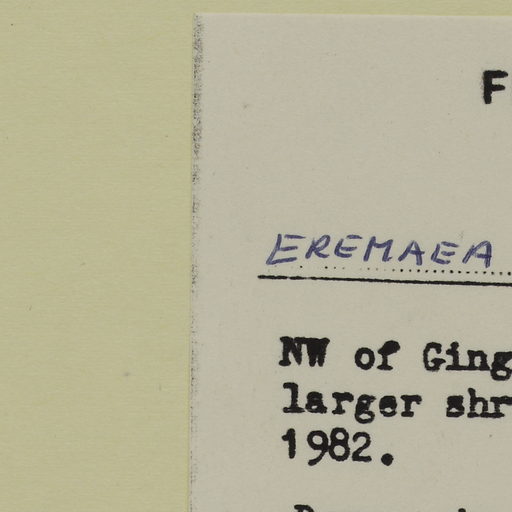 F
EREMAEA
NW of Ging
larger shr
1982.